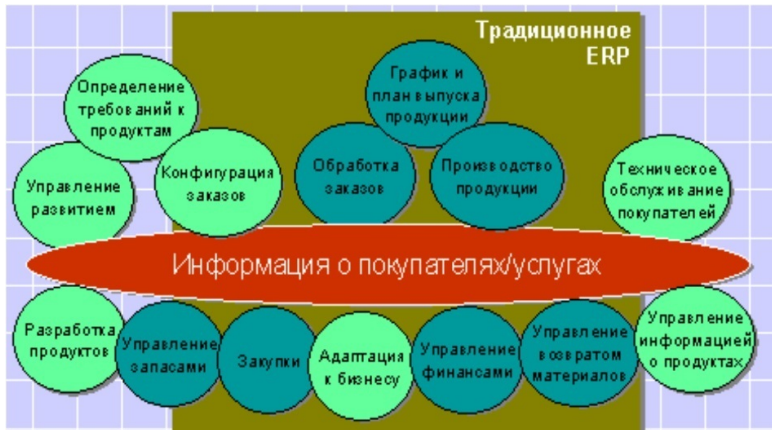 Традиционное
ERP
Определение
требований к
продуктам
График и
план выпуска
продукции
Управление
развитием
Конфигурация
заказов
Обработка
заказов
Производство
продукции
Техническое
обслуживание
покупателей
Информация о покупателях/услугах
Разработка
продуктов
Управление
запасами
Закупки
Адаптация
к бизнесу
Управление
финансами
Управление
возвратом
материалов
Управление
информацией
о продуктах